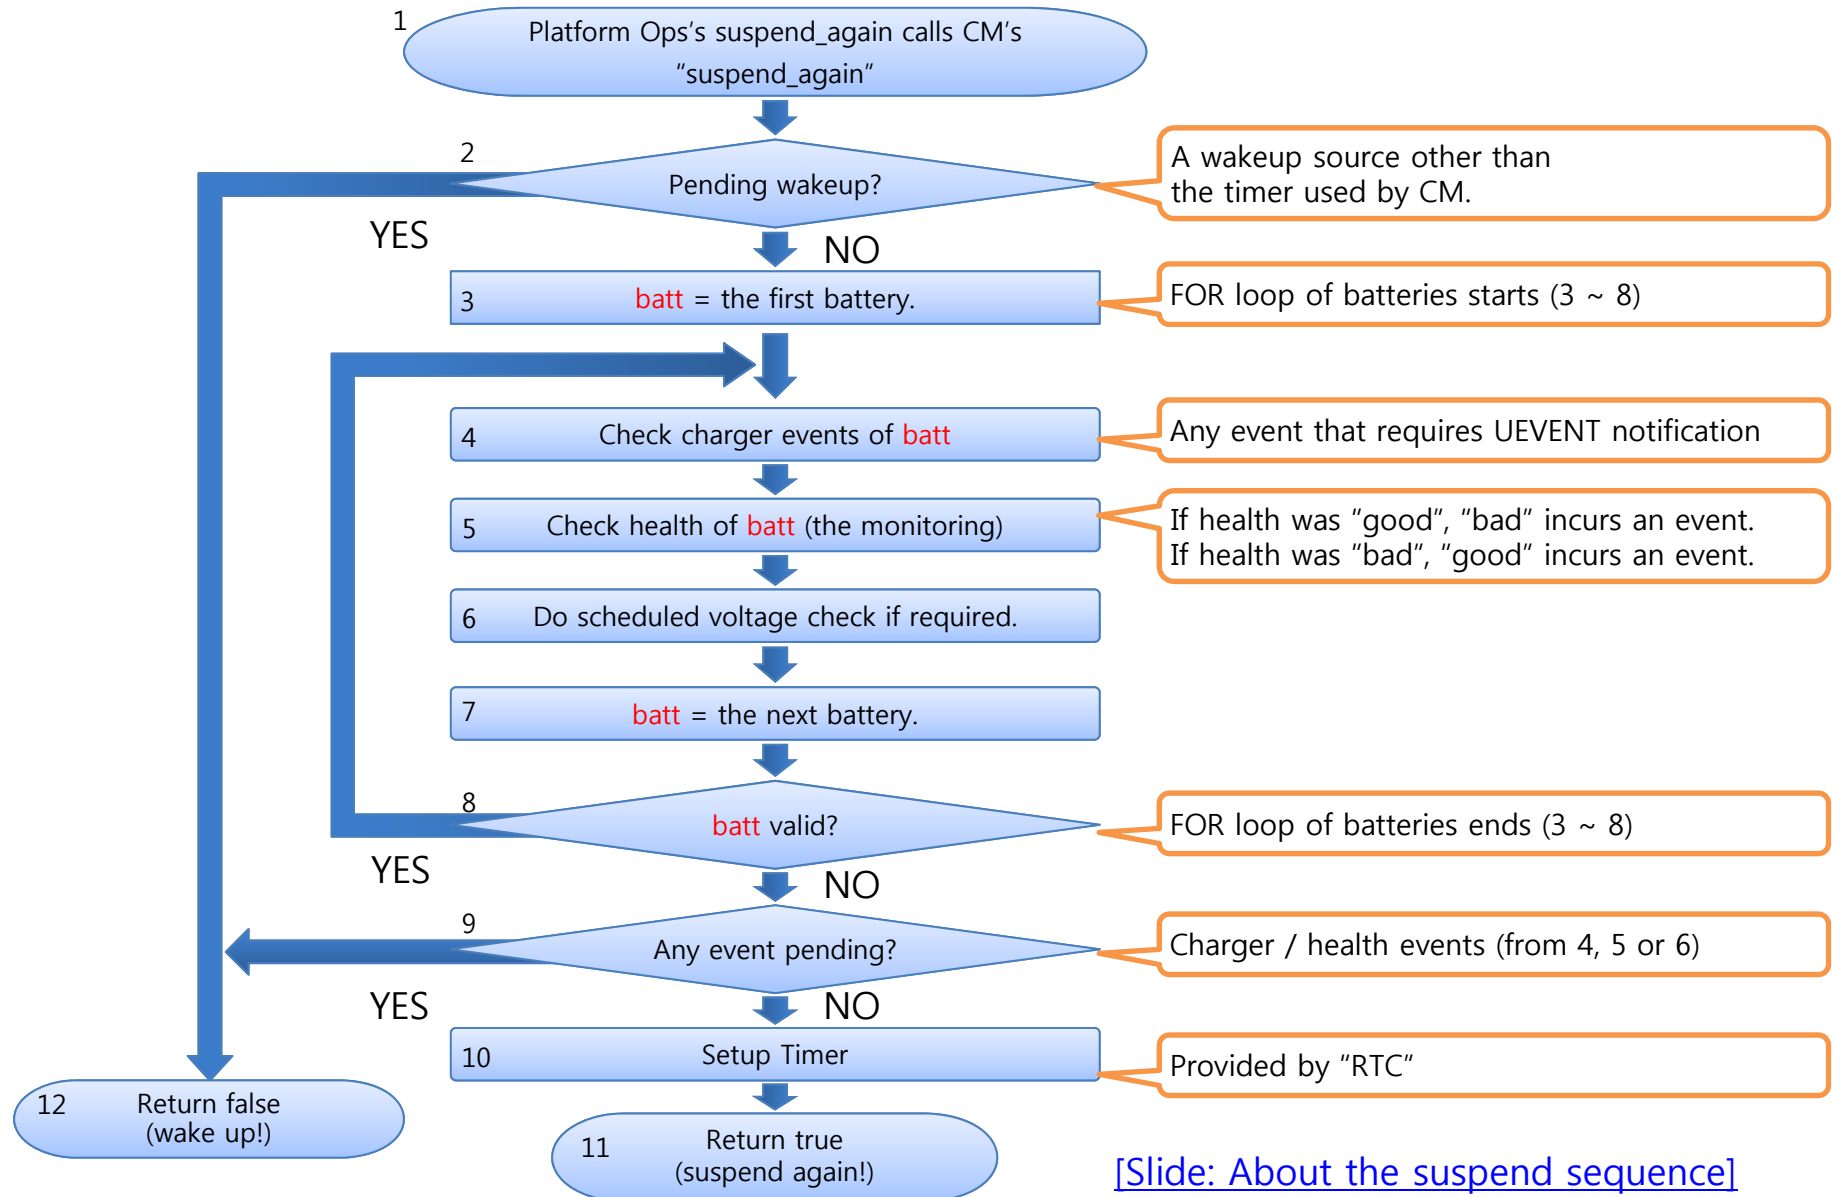 1
Platform Ops's suspend_again calls CM's
"suspend_again"
2
Pending wakeup?
A wakeup source other than
the timer used by CM.
YES
NO
3
batt = the first battery.
FOR loop of batteries starts (3 ~ 8)
4
Check charger events of batt
Any event that requires UEVENT notification
5
Check health of batt (the monitoring)
If health was "good", "bad" incurs an event.
If health was "bad", "good" incurs an event.
6
Do scheduled voltage check if required.
7
batt = the next battery.
8
batt valid?
FOR loop of batteries ends (3 ~ 8)
YES
NO
9
Any event pending?
Charger / health events (from 4, 5 or 6)
YES
NO
10
Setup Timer
Provided by "RTC"
12
Return false
(wake up!)
11
Return true
(suspend again!)
[Slide: About the suspend sequence]